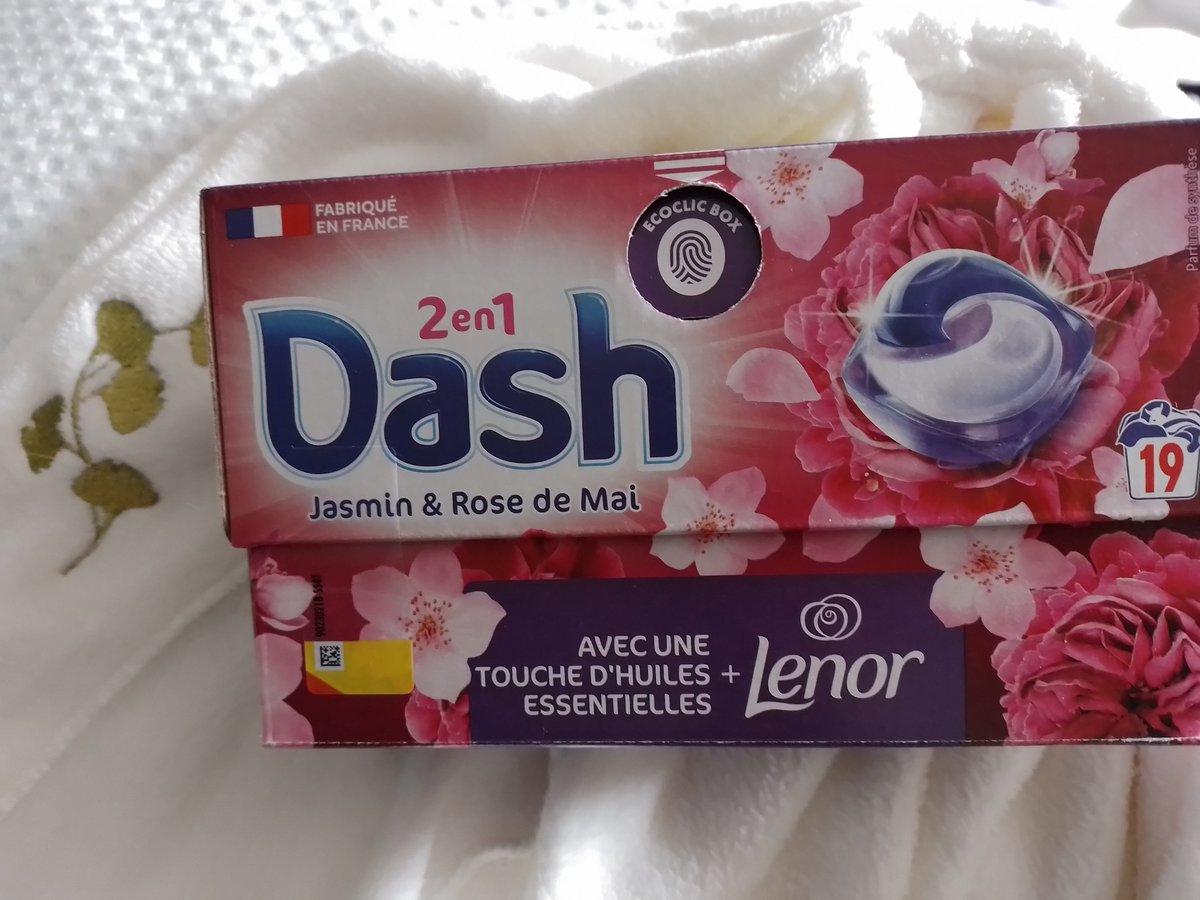 FABRIQUÉ
EN FRANCE
ECOCLIC BOX
Parfum de synthèse
2en1
Dash
Jasmin & Rose de Mai
19
AVEC UNE
TOUCHE D'HUILES
ESSENTIELLES
+
Lenor